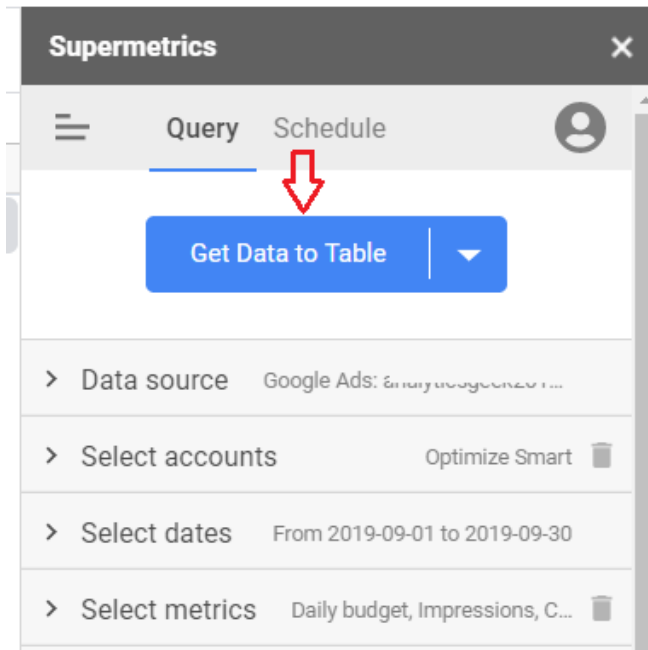 Supermetrics
Query Schedule
Get Data to Table
Data source Google Ads:
Select accounts Optimize Smart
Select dates From 2019-09-01 to 2019-09-30
Select metrics Daily budget, Impressions, C...